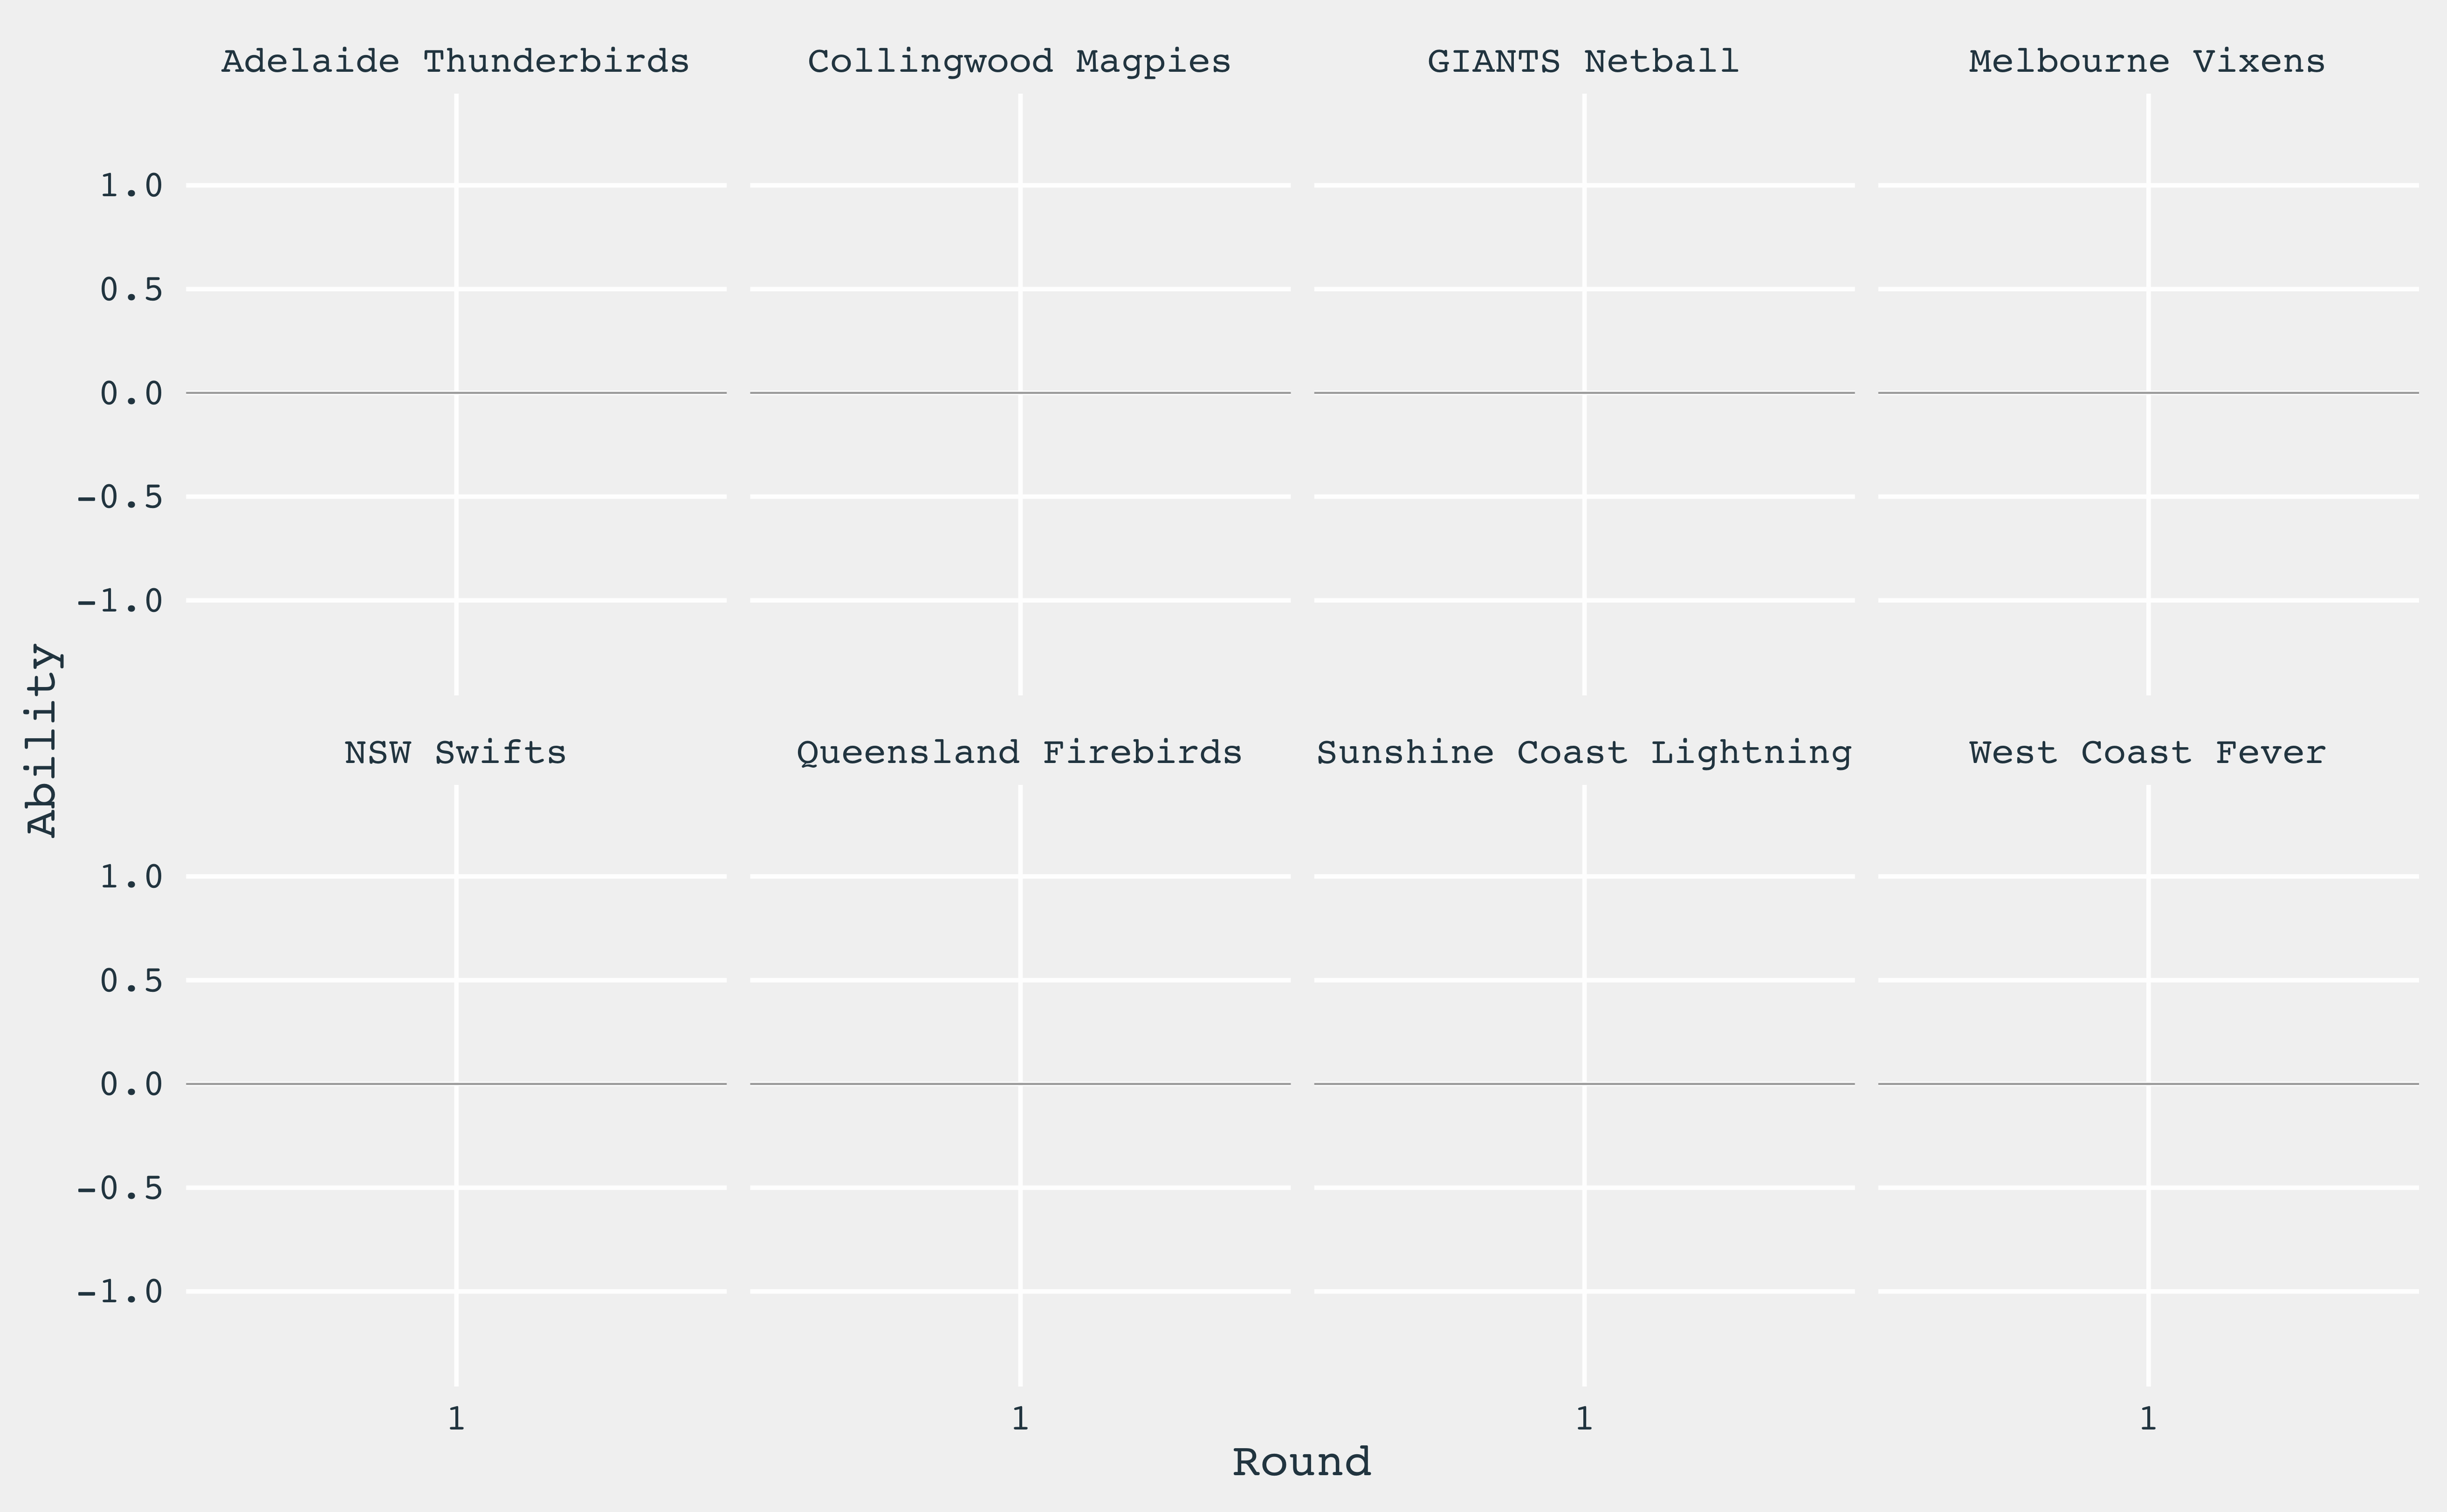 Adelaide Thunderbirds Collingwood Magpies GIANTS Netball Melbourne Vixens
1.0
0.5
0.0
-0.5
-1.0
Ability
NSW Swifts Queensland Firebirds Sunshine Coast Lightning West Coast Fever
1.0
0.5
0.0
-0.5
-1.0
1 1 1 1
Round